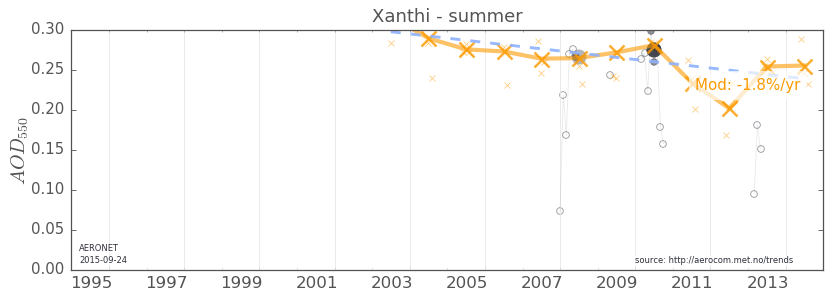 Xanthi - summer
0.30
0.25
0.20
0.15
0.10
0.05
0.00
AOD550
Mod: -1.8%/yr
AERONET
2015-09-24
source: http://aerocom.met.no/trends
1995 1997 1999 2001 2003 2005 2007 2009 2011 2013